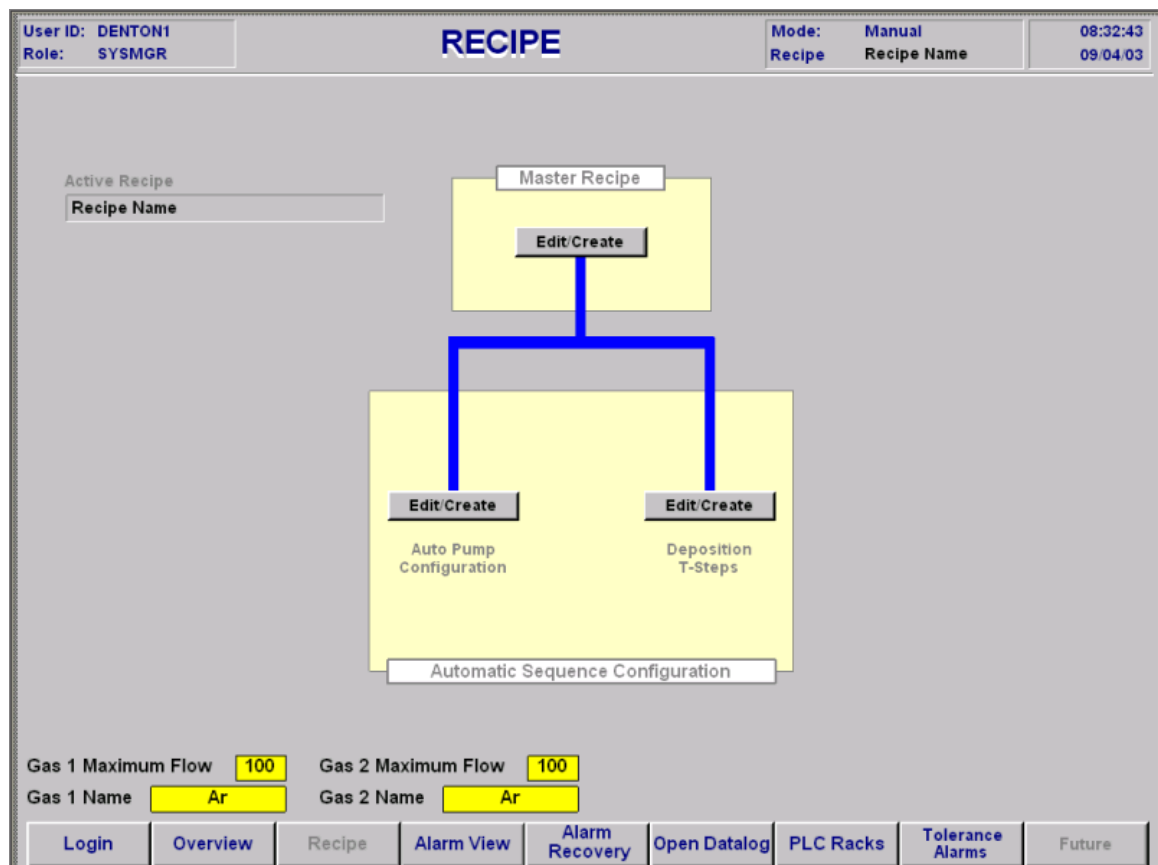 User ID: DENTON1
Role: SYSMGR
RECIPE
Mode: Manual
Recipe Recipe Name
08:32:43
09/04/03
Active Recipe
Recipe Name
Master Recipe
Edit/Create
Edit/Create
Auto Pump
Configuration
Edit/Create
Deposition
T-Steps
Automatic Sequence Configuration
Gas 1 Maximum Flow 100 Gas 2 Maximum Flow 100
Gas 1 Name Ar Gas 2 Name Ar
Login
Overview
Recipe
Alarm View
Alarm
Recovery
Open Datalog
PLC Racks
Tolerance
Alarms
Future